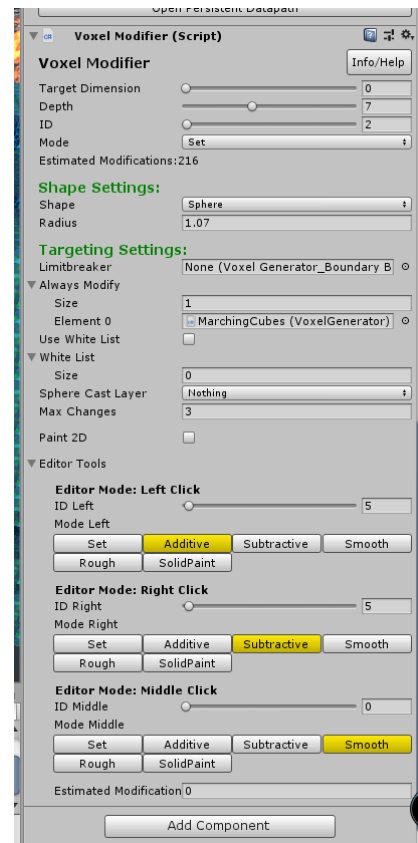 Open Persistent Datapath
Voxel Modifier (Script)
Voxel Modifier Info/Help
Target Dimension 0
Depth 7
ID 2
Mode Set
Estimated Modifications:216
Shape Settings:
Shape Sphere
Radius 1.07
Targeting Settings:
Limitbreaker None (Voxel Generator_Boundary B
Always Modify
Size 1
Element 0 MarchingCubes (VoxelGenerator)
Use White List
White List
Size 0
Sphere Cast Layer Nothing
Max Changes 3
Paint 2D
Editor Tools
Editor Mode: Left Click
ID Left 5
Mode Left
Set Additive Subtractive Smooth
Rough SolidPaint
Editor Mode: Right Click
ID Right 5
Mode Right
Set Additive Subtractive Smooth
Rough SolidPaint
Editor Mode: Middle Click
ID Middle 0
Mode Middle
Set Additive Subtractive Smooth
Rough SolidPaint
Estimated Modification 0
Add Component